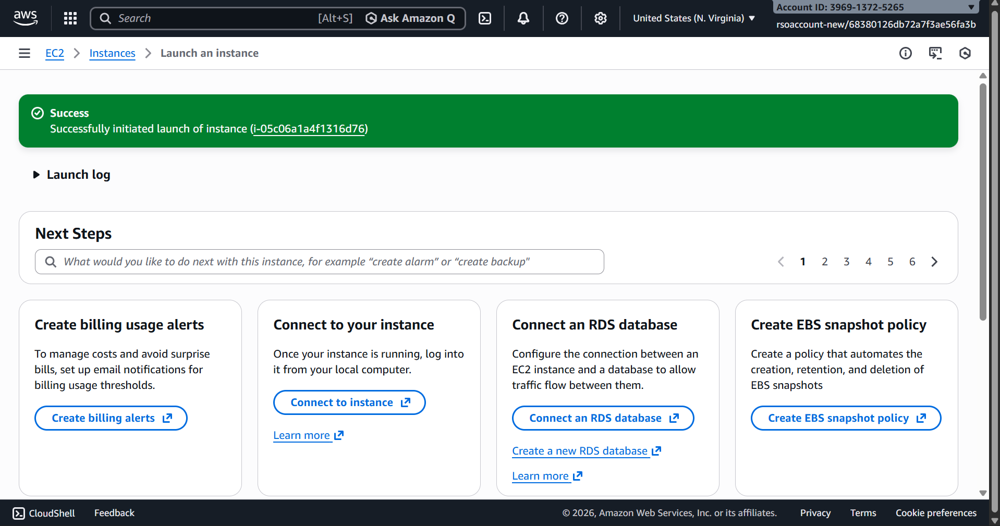 aws
Search [Alt+S] Ask Amazon Q
United States (N. Virginia)
Account ID: 3969-1372-5265
rsoaccount-new/68380126db72a7f3ae56fa3b
EC2 Instances Launch an instance
Success
Successfully initiated launch of instance (i-05c06a1a4f1316d76)
Launch log
Next Steps
What would you like to do next with this instance, for example “create alarm” or “create backup"
1 2 3 4 5 6
Create billing usage alerts
To manage costs and avoid surprise
bills, set up email notifications for
billing usage thresholds.
Create billing alerts
Connect to your instance
Once your instance is running, log into
it from your local computer.
Connect to instance
Learn more
Connect an RDS database
Configure the connection between an
EC2 instance and a database to allow
traffic flow between them.
Connect an RDS database
Create a new RDS database
Learn more
Create EBS snapshot policy
Create a policy that automates the
creation, retention, and deletion of
EBS snapshots
Create EBS snapshot policy
CloudShell Feedback © 2026, Amazon Web Services, Inc. or its affiliates. Privacy Terms Cookie preferences